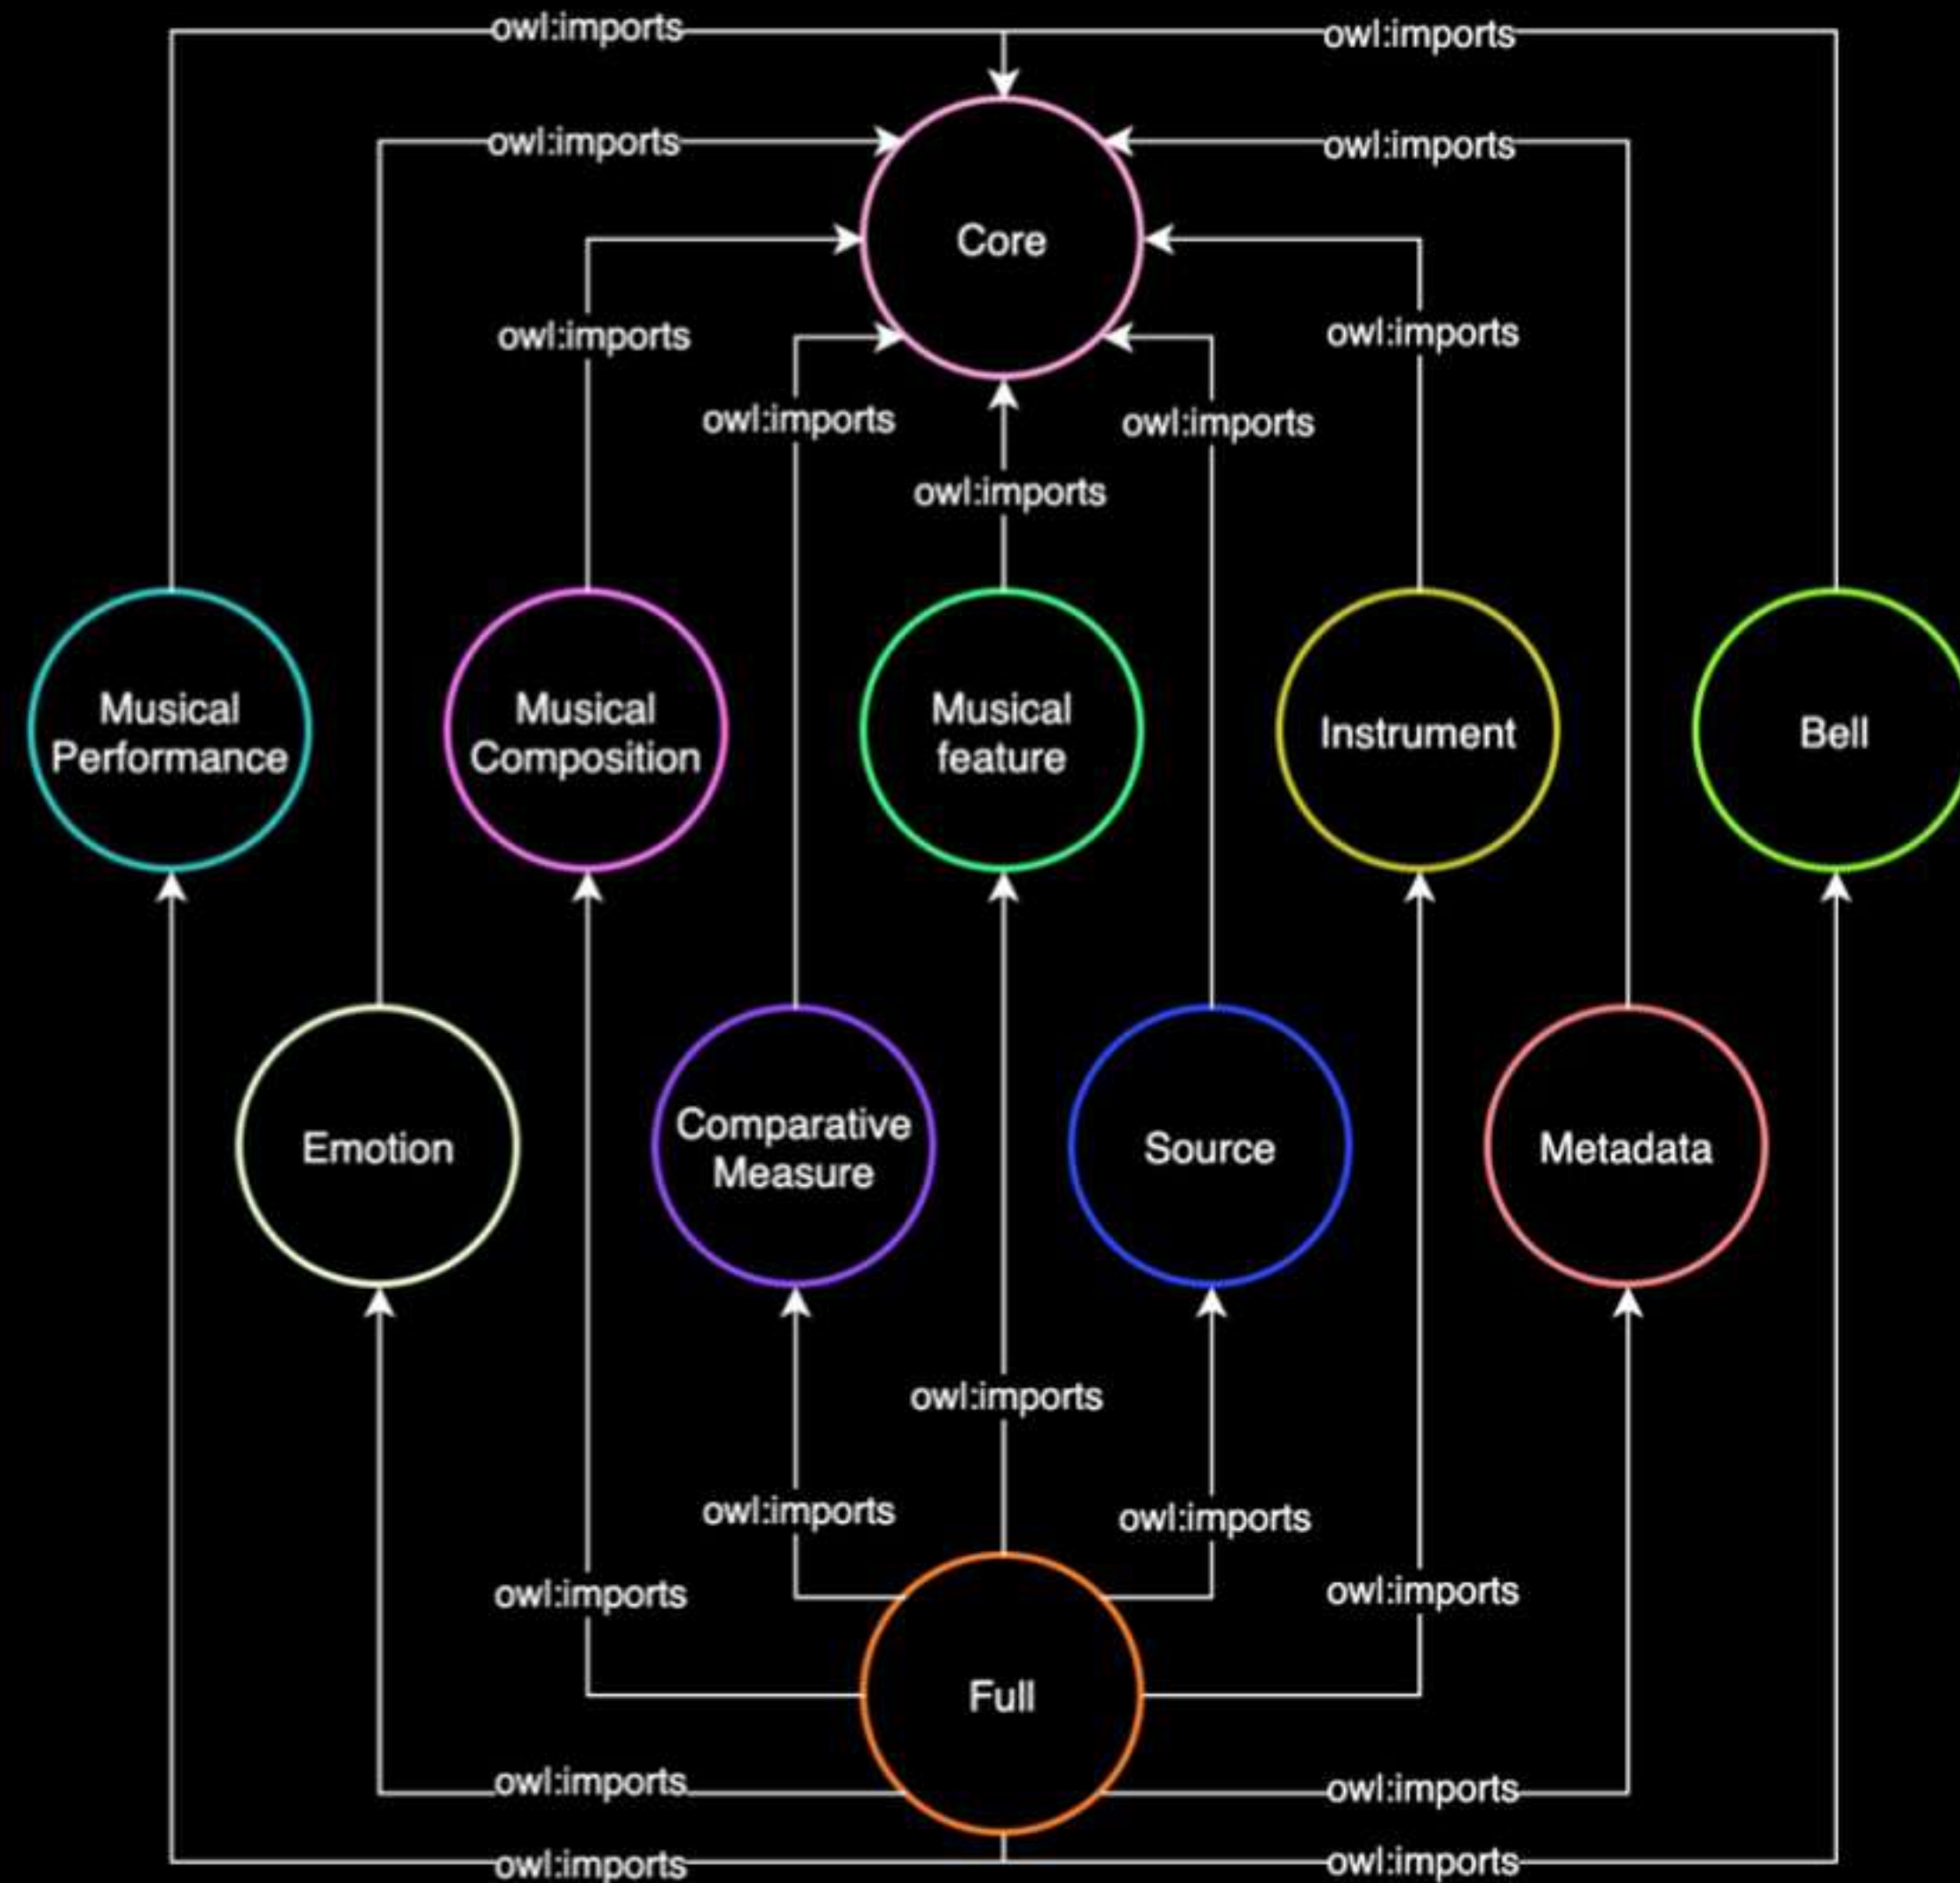 owl:imports
owl:imports
owl:imports
owl:imports
Core
owl:imports
owl:imports
owl:imports
owl:imports
owl:imports
Musical
Performance
Musical
Composition
Musical
feature
Instrument
Bell
Emotion
Comparative
Measure
Source
Metadata
owl:imports
owl:imports
owl:imports
owl:imports
owl:imports
Full
owl:imports
owl:imports
owl:imports
owl:imports